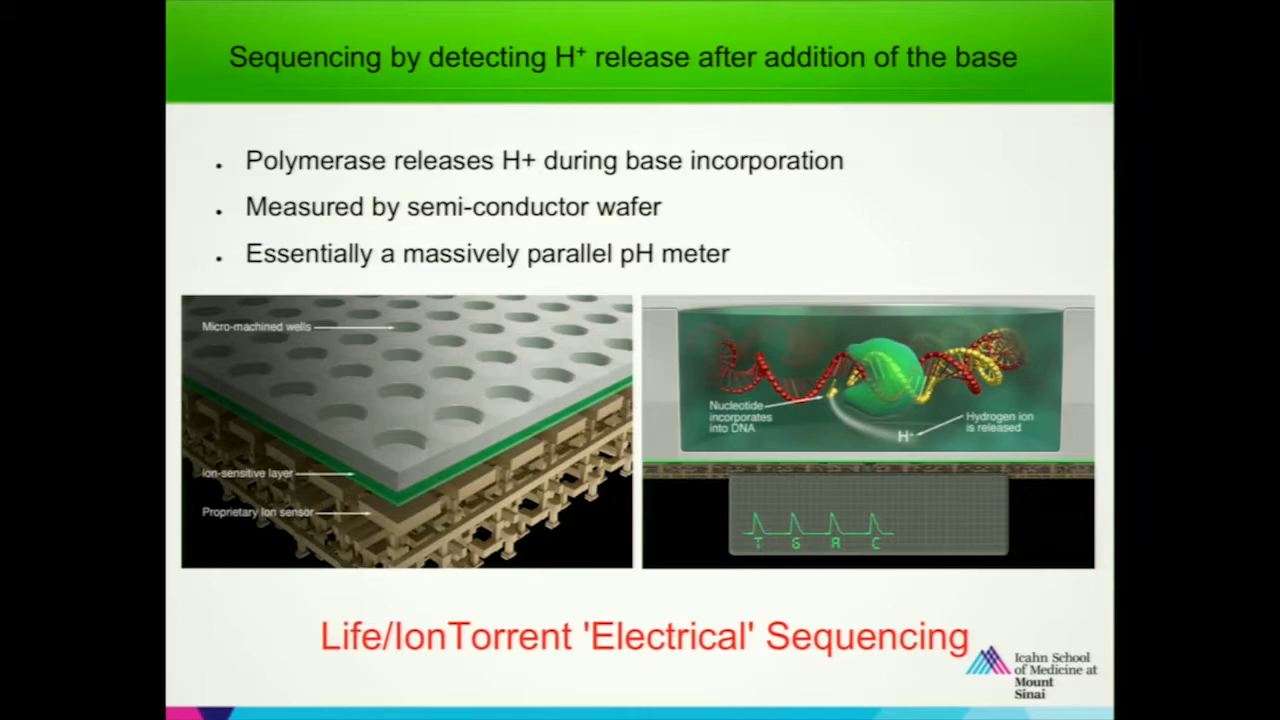 Sequencing by detecting H⁺ release after addition of the base
• Polymerase releases H+ during base incorporation
• Measured by semi-conductor wafer
• Essentially a massively parallel pH meter
Micro-machined wells
Ion-sensitive layer
Proprietary Ion sensor
Nucleotide
incorporates
into DNA
Hydrogen ion
is released
H⁺
T G A C
Life/IonTorrent 'Electrical' Sequencing
Icahn School
of Medicine at
Mount
Sinai